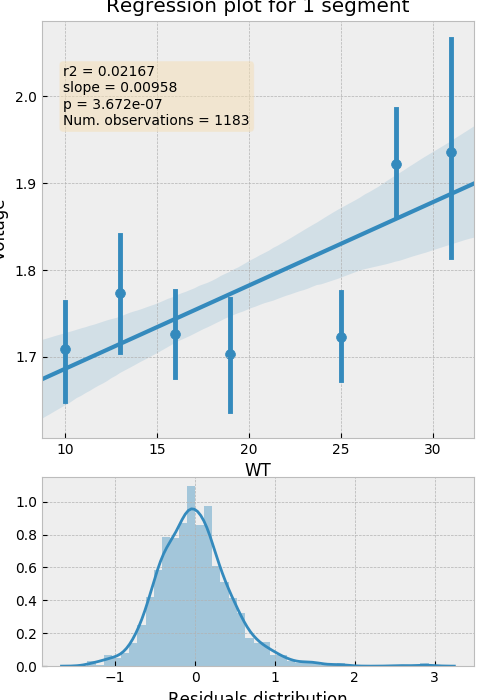 Regression plot for 1 segment
r2 = 0.02167
slope = 0.00958
p = 3.672e-07
Num. observations = 1183
2.0
1.9
1.8
1.7
Voltage
10 15 20 25 30
WT
1.0
0.8
0.6
0.4
0.2
0.0
−1 0 1 2 3
Residuals distribution